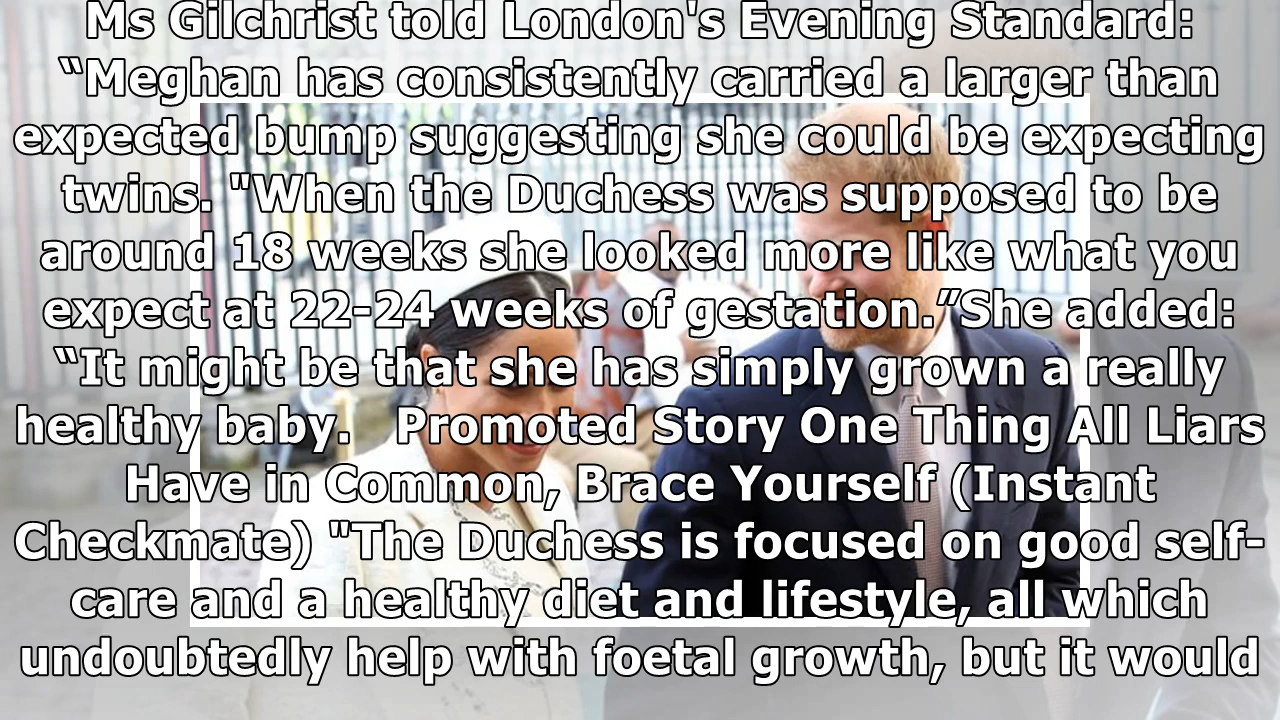 Ms Gilchrist told London's Evening Standard:
“Meghan has consistently carried a larger than
expected bump suggesting she could be expecting
twins. "When the Duchess was supposed to be
around 18 weeks she looked more like what you
expect at 22-24 weeks of gestation.”She added:
“It might be that she has simply grown a really
healthy baby.   Promoted Story One Thing All Liars
Have in Common, Brace Yourself (Instant
Checkmate) "The Duchess is focused on good self-
care and a healthy diet and lifestyle, all which
undoubtedly help with foetal growth, but it would